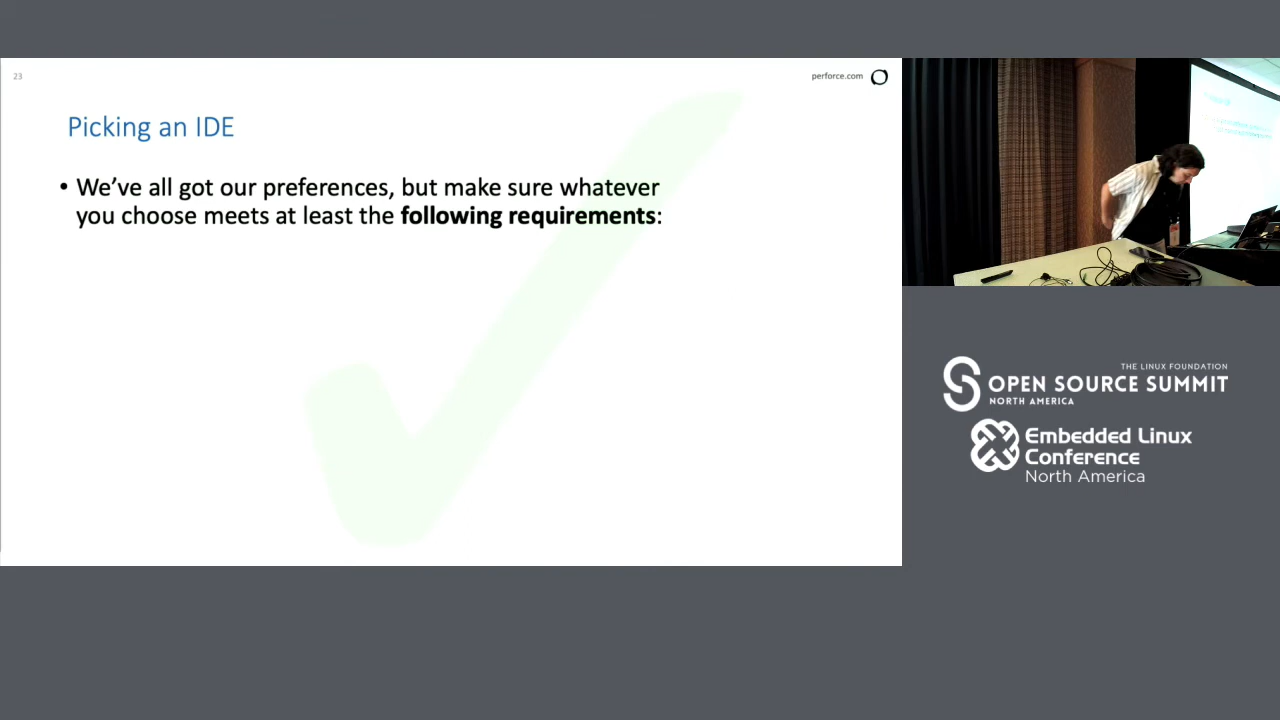 23
perforce.com
Picking an IDE
• We’ve all got our preferences, but make sure whatever
you choose meets at least the following requirements:
THE LINUX FOUNDATION
OPEN SOURCE SUMMIT
NORTH AMERICA
Embedded Linux
Conference
North America